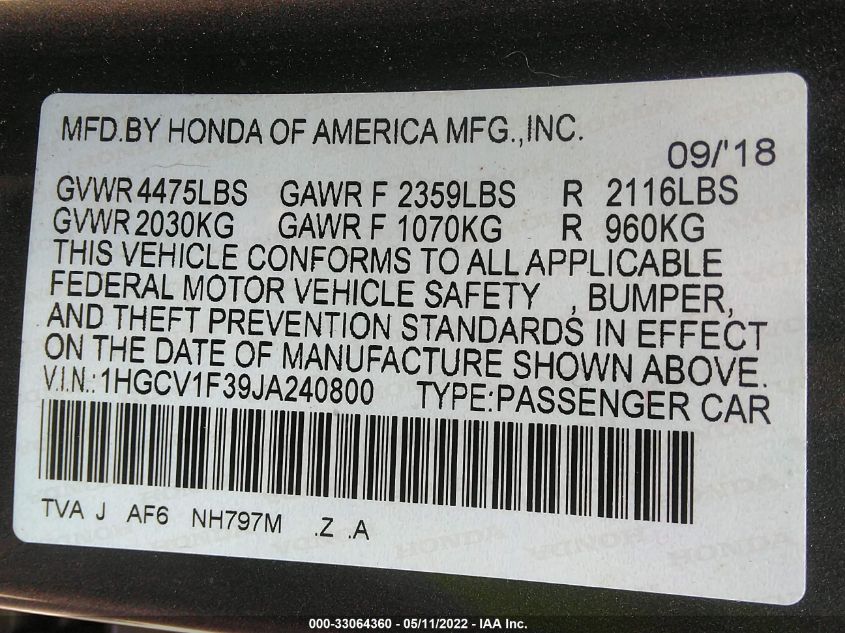 MFD.BY HONDA OF AMERICA MFG.,INC.
09/'18
GVWR 4475LBS GAWR F 2359LBS R 2116LBS
GVWR 2030KG GAWR F 1070KG R 960KG
THIS VEHICLE CONFORMS TO ALL APPLICABLE
FEDERAL MOTOR VEHICLE SAFETY , BUMPER,
AND THEFT PREVENTION STANDARDS IN EFFECT
ON THE DATE OF MANUFACTURE SHOWN ABOVE.
V.I.N.:1HGCV1F39JA240800 TYPE:PASSENGER CAR
TVA J AF6 NH797M .Z .A
HONDA HONDA HONDA
000-33064360 - 05/11/2022 - IAA Inc.